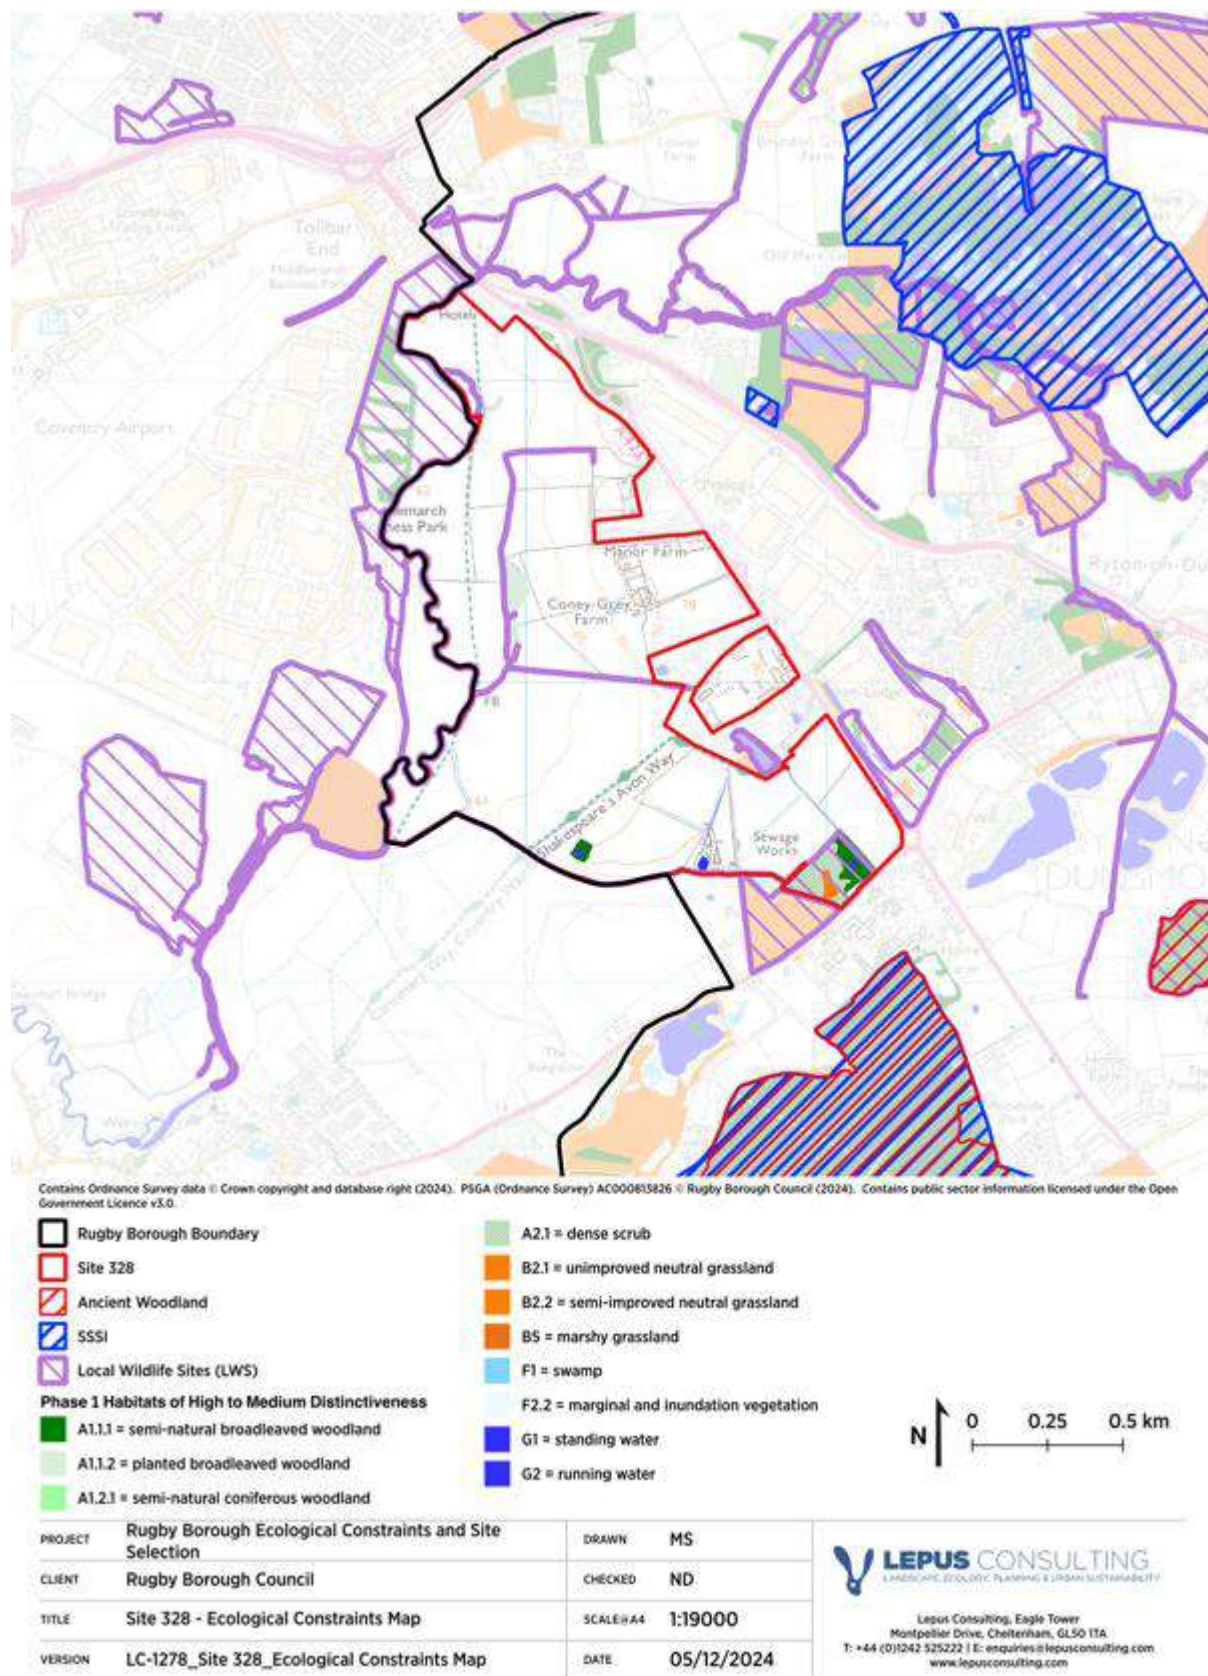 Tollbar
End
Hotel
Coventry Airport
Manor Farm
Coney Grey
Farm
78
FB
Shakespeare's Avon Way
Sewage
Works
Contains Ordnance Survey data © Crown copyright and database right (2024). PSGA (Ordnance Survey) AC000813826 © Rugby Borough Council (2024). Contains public sector information licensed under the Open
Government Licence v3.0.
Rugby Borough Boundary
Site 328
Ancient Woodland
SSSI
Local Wildlife Sites (LWS)
Phase 1 Habitats of High to Medium Distinctiveness
A1.1.1 = semi-natural broadleaved woodland
A1.1.2 = planted broadleaved woodland
A1.2.1 = semi-natural coniferous woodland
A2.1 = dense scrub
B2.1 = unimproved neutral grassland
B2.2 = semi-improved neutral grassland
B5 = marshy grassland
F1 = swamp
F2.2 = marginal and inundation vegetation
G1 = standing water
G2 = running water
N
0 0.25 0.5 km
PROJECT Rugby Borough Ecological Constraints and Site
Selection
CLIENT Rugby Borough Council
TITLE Site 328 - Ecological Constraints Map
VERSION LC-1278_Site 328_Ecological Constraints Map
DRAWN MS
CHECKED ND
SCALE@A4 1:19000
DATE 05/12/2024
LEPUS CONSULTING
LANDSCAPE, ECOLOGY, PLANNING & URBAN SUSTAINABILITY
Lepus Consulting, Eagle Tower
Montpellier Drive, Cheltenham, GL50 1TA
T: +44 (0)1242 525222 | E: enquiries@lepusconsulting.com
www.lepusconsulting.com